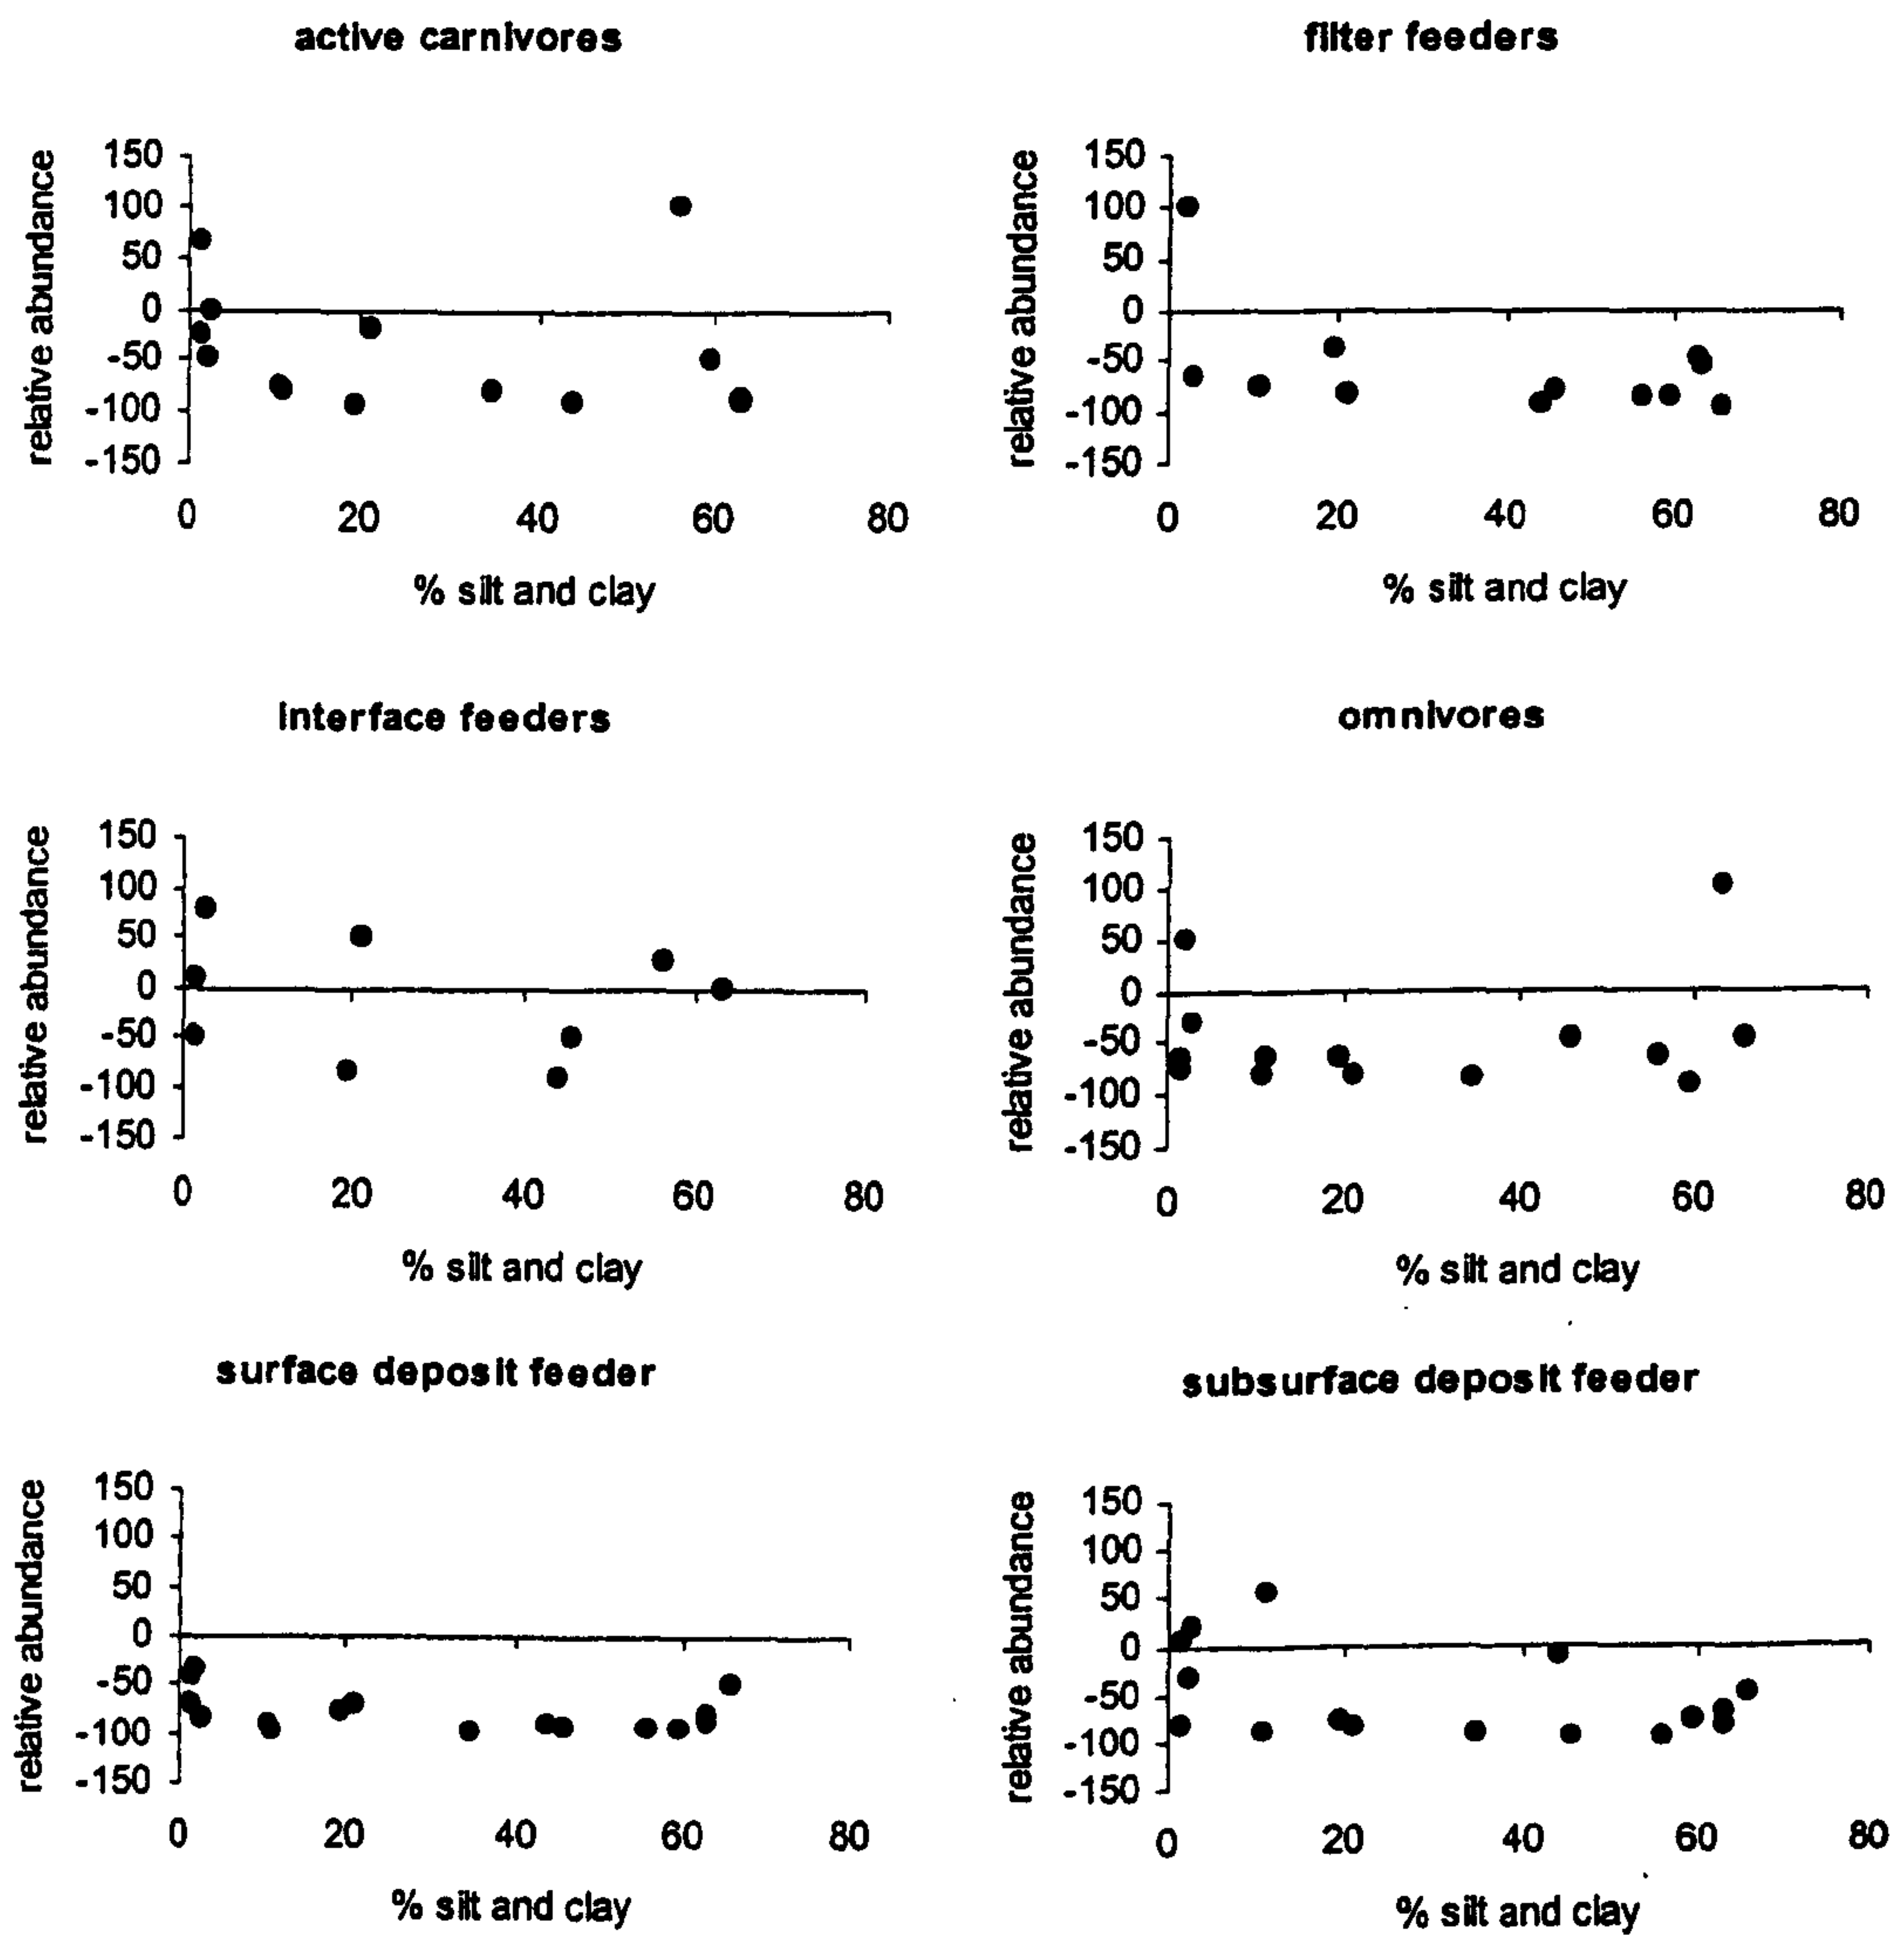 active carnivores
filter feeders
relative abundance
150
100
50
0
-50
-100
-150
0 20 40 60 80
% silt and clay
relative abundance
150
100
50
0
-50
-100
-150
0 20 40 60 80
% silt and clay
Interface feeders
omnivores
relative abundance
150
100
50
0
-50
-100
-150
0 20 40 60 80
% silt and clay
relative abundance
150
100
50
0
-50
-100
-150
0 20 40 60 80
% silt and clay
surface deposit feeder
subsurface deposit feeder
relative abundance
150
100
50
0
-50
-100
-150
0 20 40 60 80
% silt and clay
relative abundance
150
100
50
0
-50
-100
-150
0 20 40 60 80
% silt and clay